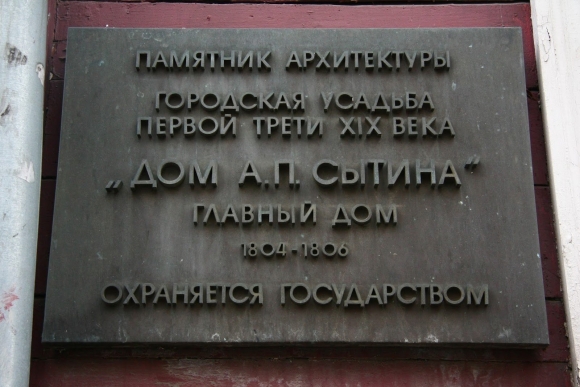 ПАМЯТНИК АРХИТЕКТУРЫ
ГОРОДСКАЯ УСАДЬБА
ПЕРВОЙ ТРЕТИ XIX ВЕКА
„ДОМ А.П. СЫТИНА“
ГЛАВНЫЙ ДОМ
1804-1806
ОХРАНЯЕТСЯ ГОСУДАРСТВОМ